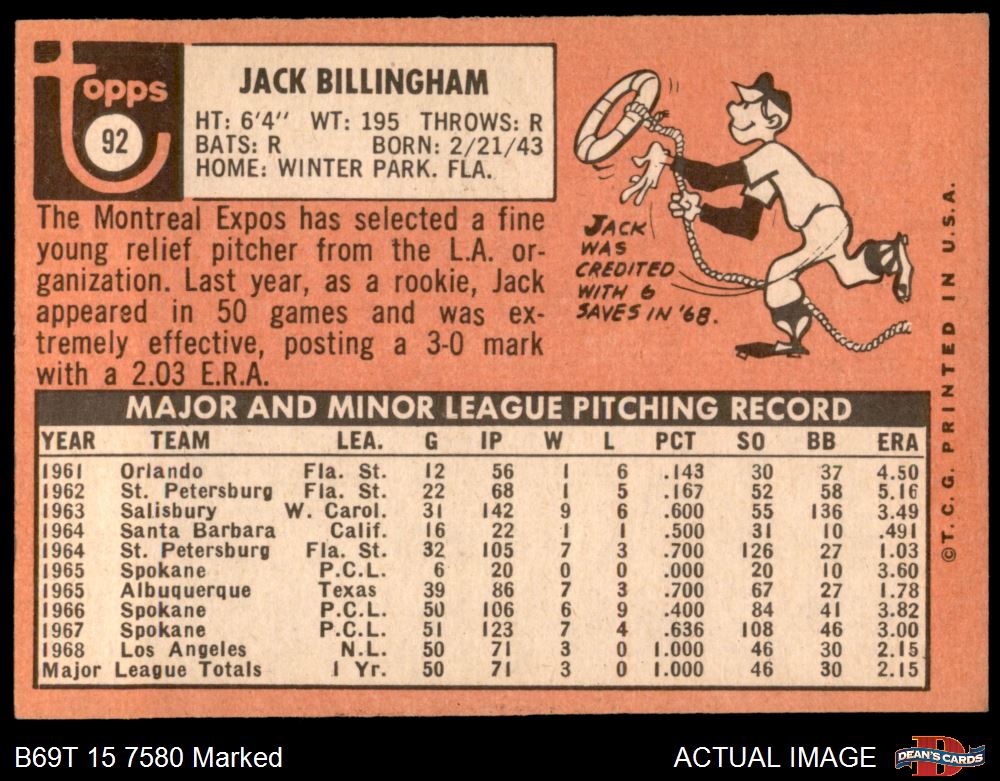 Topps
92
JACK BILLINGHAM
HT: 6'4" WT: 195 THROWS: R
BATS: R BORN: 2/21/43
HOME: WINTER PARK. FLA.
The Montreal Expos has selected a fine
young relief pitcher from the L.A. or-
ganization. Last year, as a rookie, Jack
appeared in 50 games and was ex-
tremely effective, posting a 3-0 mark
with a 2.03 E.R.A.
JACK
WAS
CREDITED
WITH 6
SAVES IN '68.
MAJOR AND MINOR LEAGUE PITCHING RECORD
YEAR TEAM LEA. G IP W L PCT SO BB ERA
1961 Orlando Fla. St. 12 56 1 6 .143 30 37 4.50
1962 St. Petersburg Fla. St. 22 68 1 5 .167 52 58 5.16
1963 Salisbury W. Carol. 31 142 9 6 .600 55 136 3.49
1964 Santa Barbara Calif. 16 22 1 1 .500 31 10 .491
1964 St. Petersburg Fla. St. 32 105 7 3 .700 126 27 1.03
1965 Spokane P.C.L. 6 20 0 0 .000 20 10 3.60
1965 Albuquerque Texas 39 86 7 3 .700 67 27 1.78
1966 Spokane P.C.L. 50 106 6 9 .400 84 41 3.82
1967 Spokane P.C.L. 51 123 7 4 .636 108 46 3.00
1968 Los Angeles N.L. 50 71 3 0 1.000 46 30 2.15
Major League Totals 1 Yr. 50 71 3 0 1.000 46 30 2.15
©T. C. G. PRINTED IN U.S.A.
B69T 15 7580 Marked
ACTUAL IMAGE
D
DEAN'S CARDS